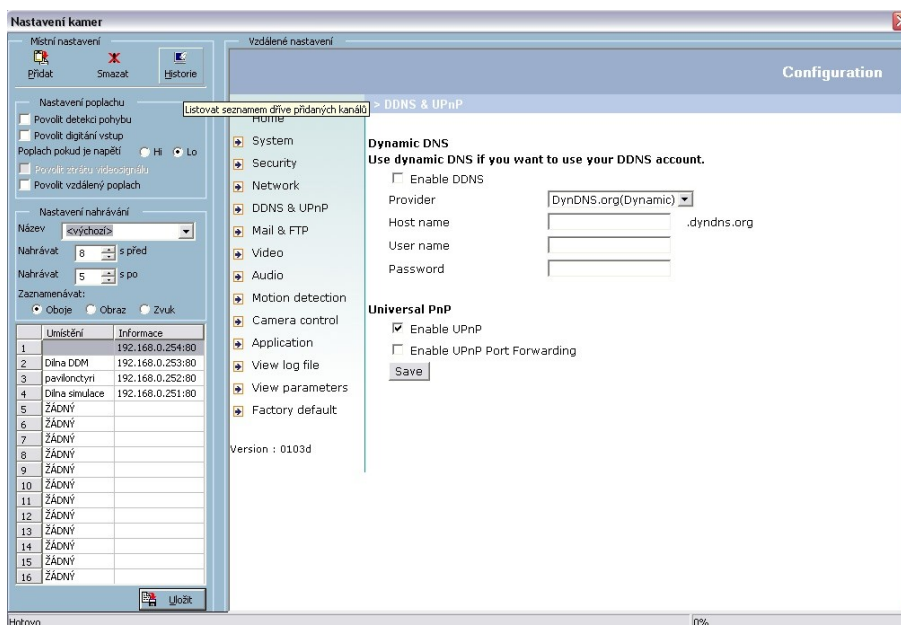 Nastavení kamer
Místní nastavení
Přidat
Smazat
Historie
Nastavení poplachu
Povolit detekci pohybu
Povolit digitání vstup
Poplach pokud je napětí Hi Lo
Povolit ztrátu videosignálu
Povolit vzdálený poplach
Nastavení nahrávání
Název <výchozí>
Nahrávat 8 s před
Nahrávat 5 s po
Zaznamenávat:
Oboje Obraz Zvuk
Umístění Informace
1 192.168.0.254:80
2 Dílna DDM 192.168.0.253:80
3 pavilonctyri 192.168.0.252:80
4 Dílna simulace 192.168.0.251:80
5 ŽÁDNÝ
6 ŽÁDNÝ
7 ŽÁDNÝ
8 ŽÁDNÝ
9 ŽÁDNÝ
10 ŽÁDNÝ
11 ŽÁDNÝ
12 ŽÁDNÝ
13 ŽÁDNÝ
14 ŽÁDNÝ
15 ŽÁDNÝ
16 ŽÁDNÝ
Uložit
Vzdálené nastavení
Configuration
Listovat seznamem dříve přidaných kanálů
> DDNS & UPnP
Home
System
Security
Network
DDNS & UPnP
Mail & FTP
Video
Audio
Motion detection
Camera control
Application
View log file
View parameters
Factory default
Version : 0103d
Dynamic DNS
Use dynamic DNS if you want to use your DDNS account.
Enable DDNS
Provider DynDNS.org(Dynamic)
Host name .dyndns.org
User name
Password
Universal PnP
Enable UPnP
Enable UPnP Port Forwarding
Save
Hotovo
0%